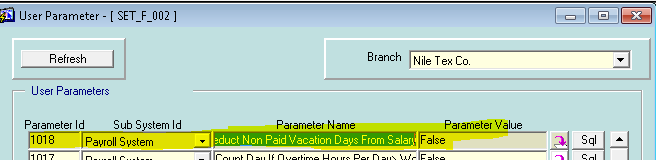 User Parameter - [ SET_F_002 ]
Refresh
Branch Nile Tex Co.
User Parameters
Parameter Id Sub System Id Parameter Name Parameter Value
1018 Payroll System educt Non Paid Vacation Days From Salary False Sql
1017 Payroll System Count Day If Overtime Hours Per Day> False Sql